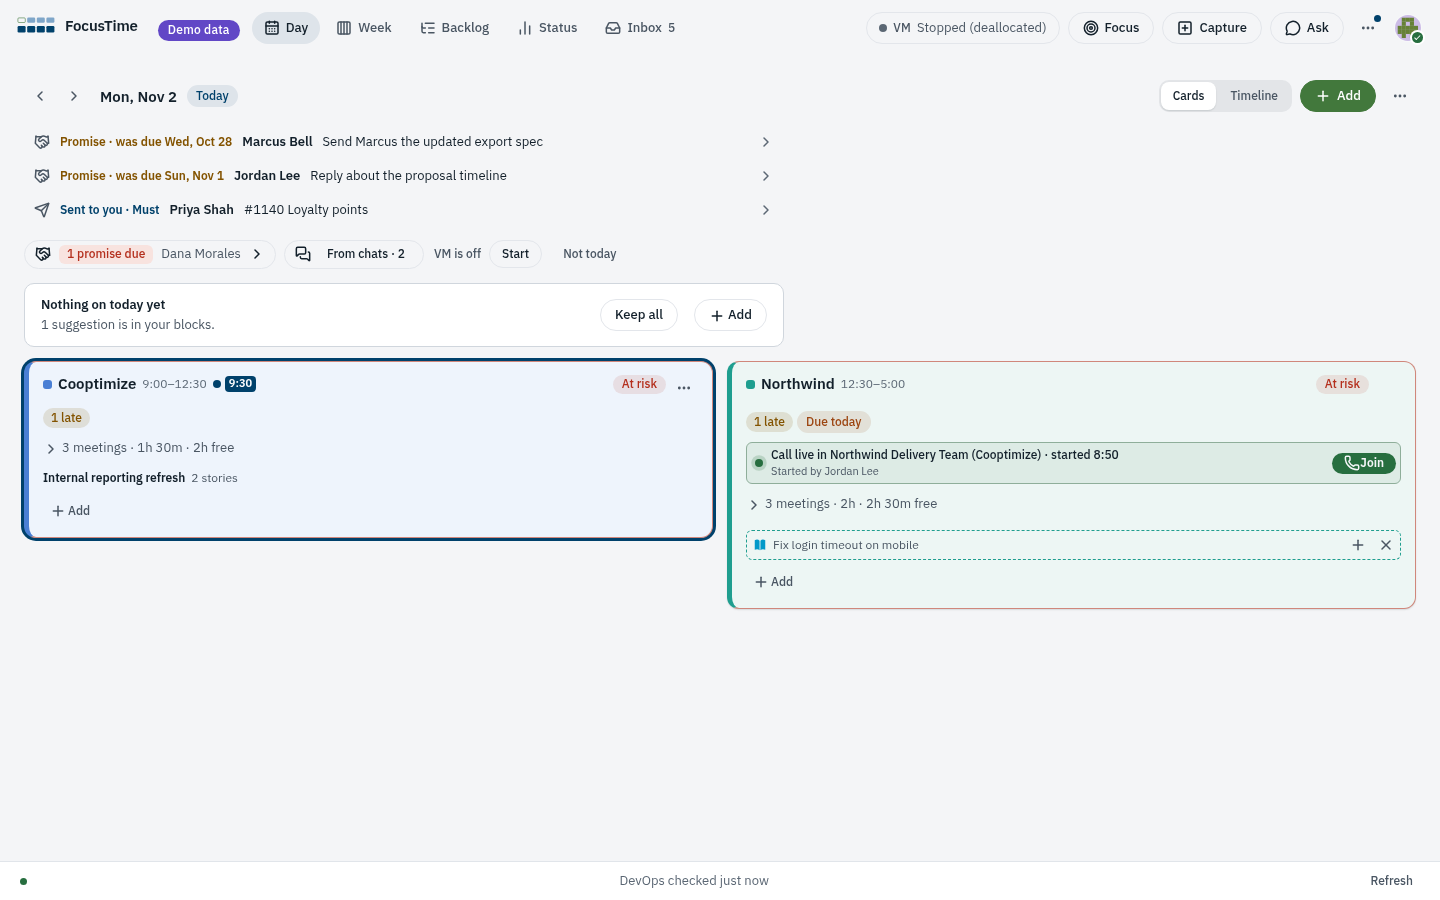 FocusTime
Demo data
Day
Week
Backlog
Status
Inbox 5
VM Stopped (deallocated)
Focus
Capture
Ask
Mon, Nov 2
Today
Cards
Timeline
Add
Promise · was due Wed, Oct 28 Marcus Bell Send Marcus the updated export spec
Promise · was due Sun, Nov 1 Jordan Lee Reply about the proposal timeline
Sent to you · Must Priya Shah #1140 Loyalty points
1 promise due Dana Morales
From chats · 2
VM is off
Start
Not today
Nothing on today yet
1 suggestion is in your blocks.
Keep all
Add
Cooptimize 9:00–12:30 9:30
At risk
1 late
3 meetings · 1h 30m · 2h free
Internal reporting refresh 2 stories
Add
Northwind 12:30–5:00
At risk
1 late
Due today
Call live in Northwind Delivery Team (Cooptimize) · started 8:50
Started by Jordan Lee
Join
3 meetings · 2h · 2h 30m free
Fix login timeout on mobile
Add
DevOps checked just now
Refresh